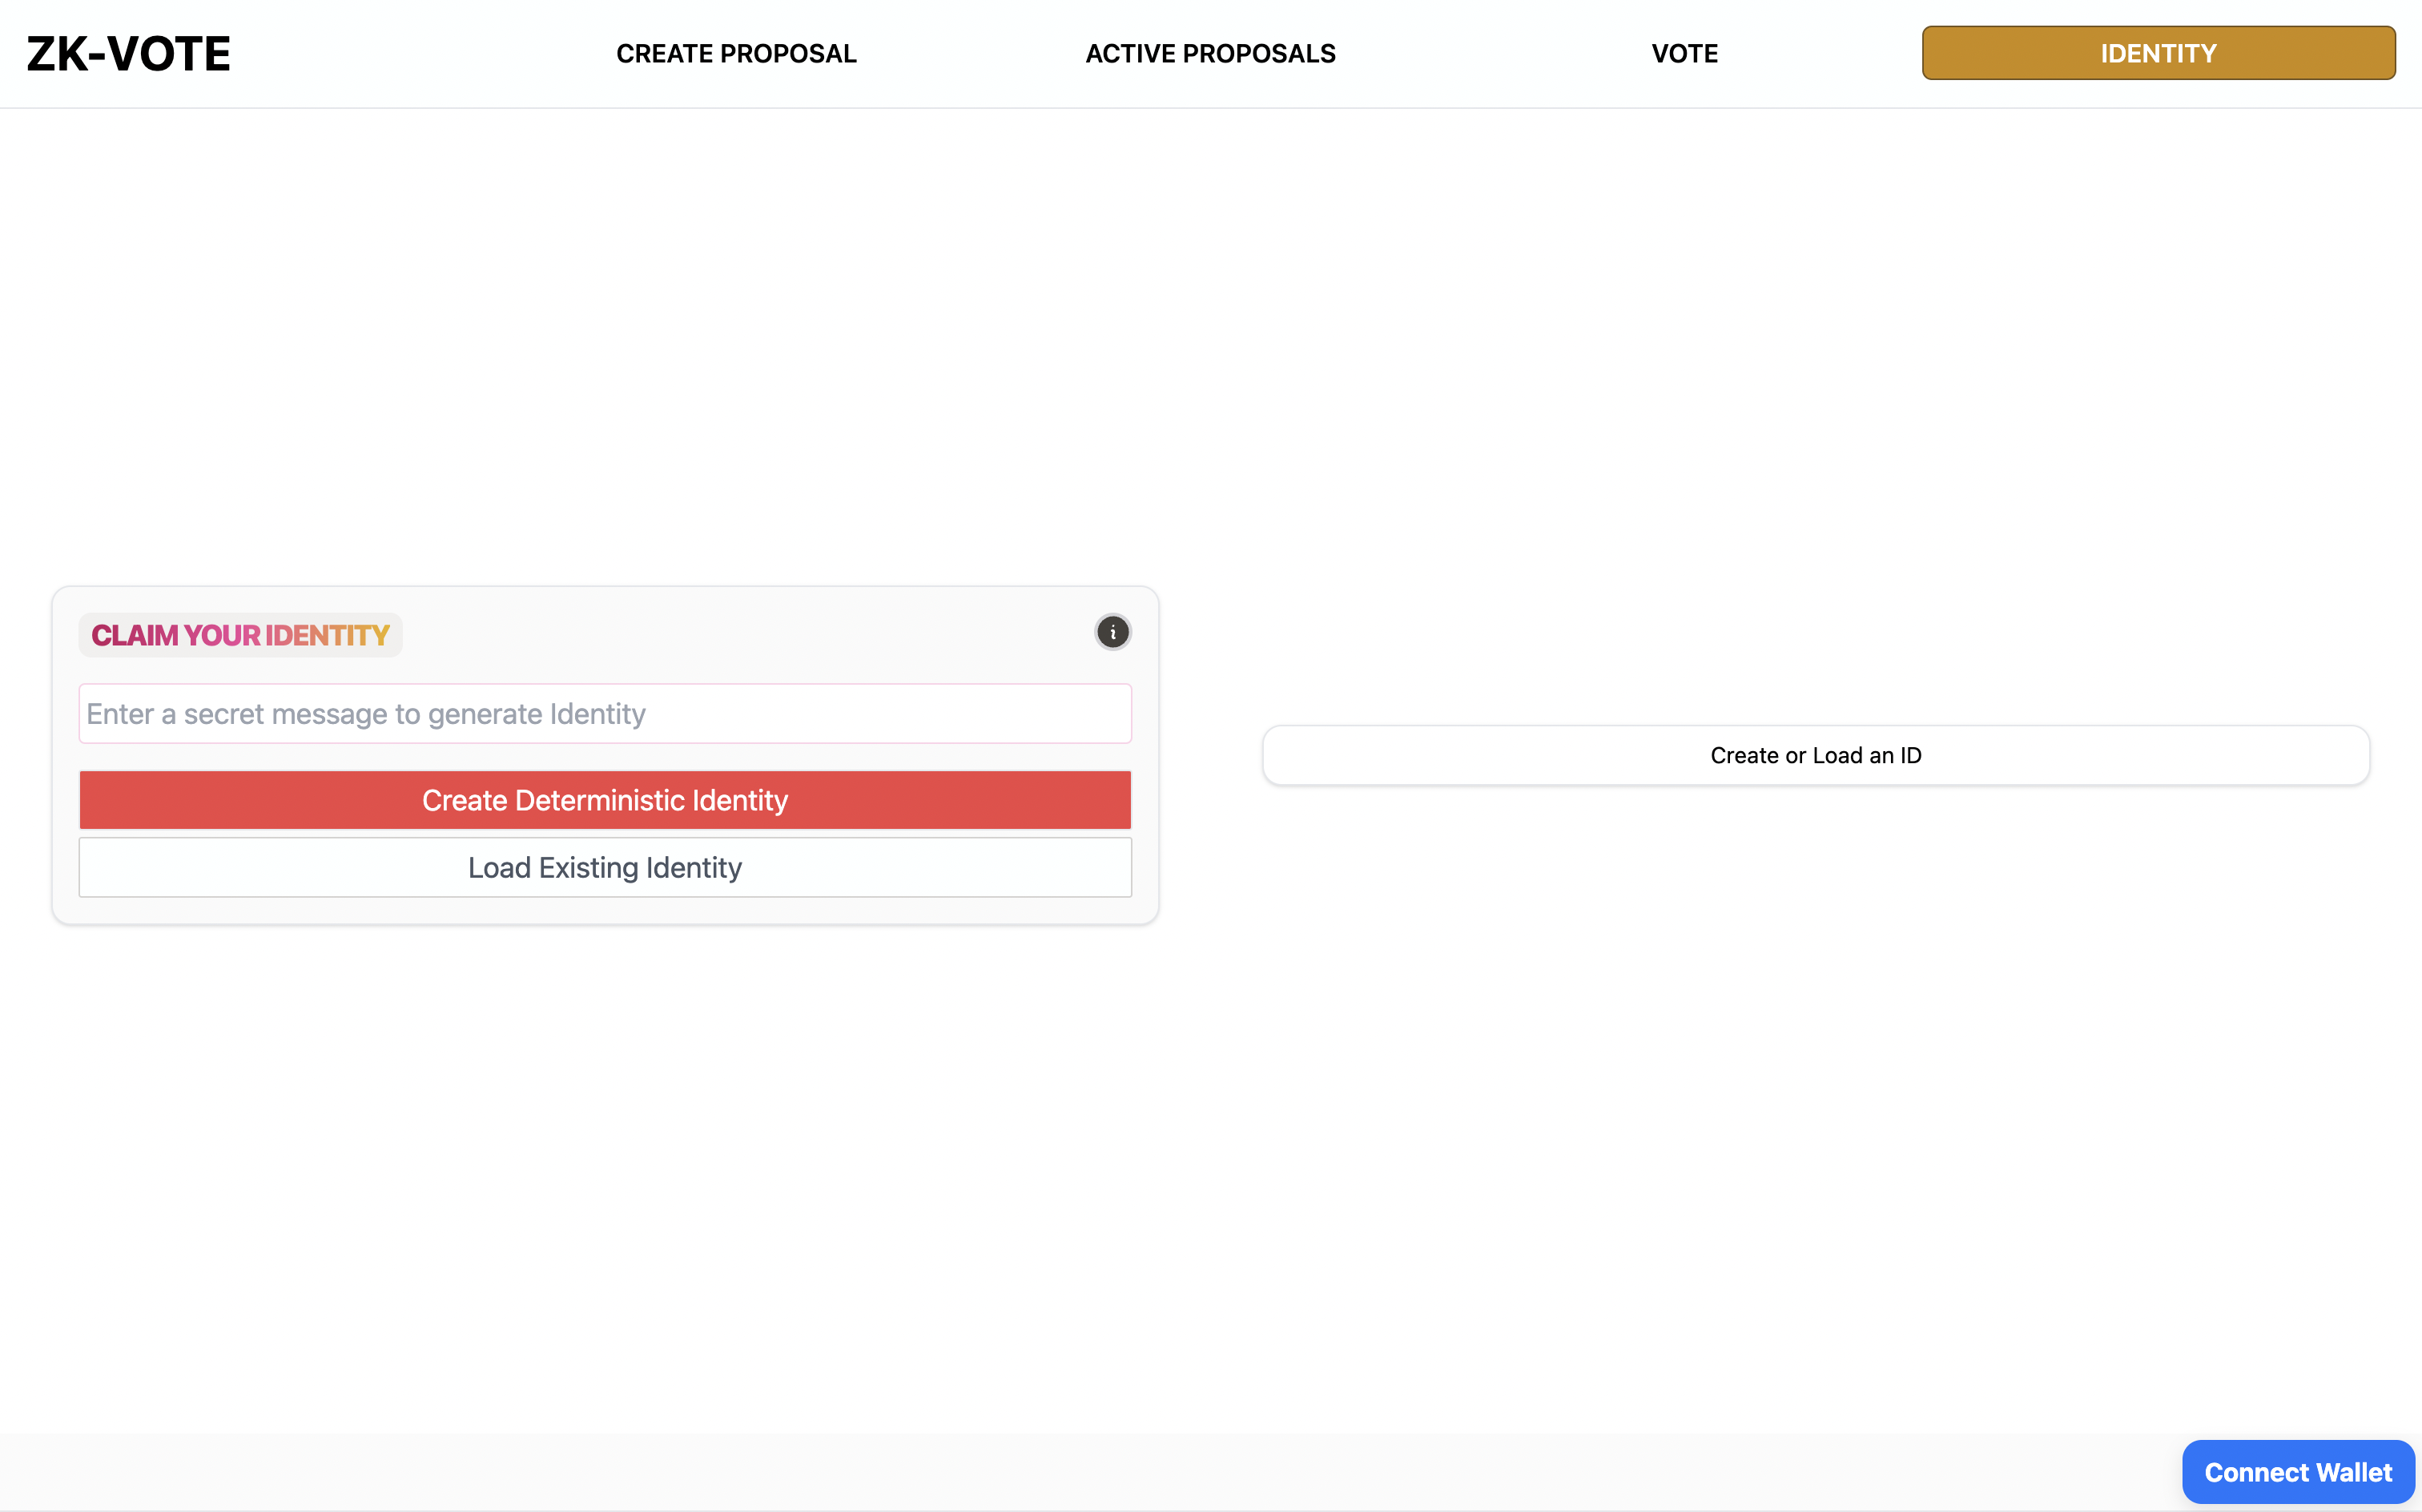 ZK-VOTE
CREATE PROPOSAL
ACTIVE PROPOSALS
VOTE
IDENTITY
CLAIM YOUR IDENTITY
i
Enter a secret message to generate Identity
Create Deterministic Identity
Load Existing Identity
Create or Load an ID
Connect Wallet